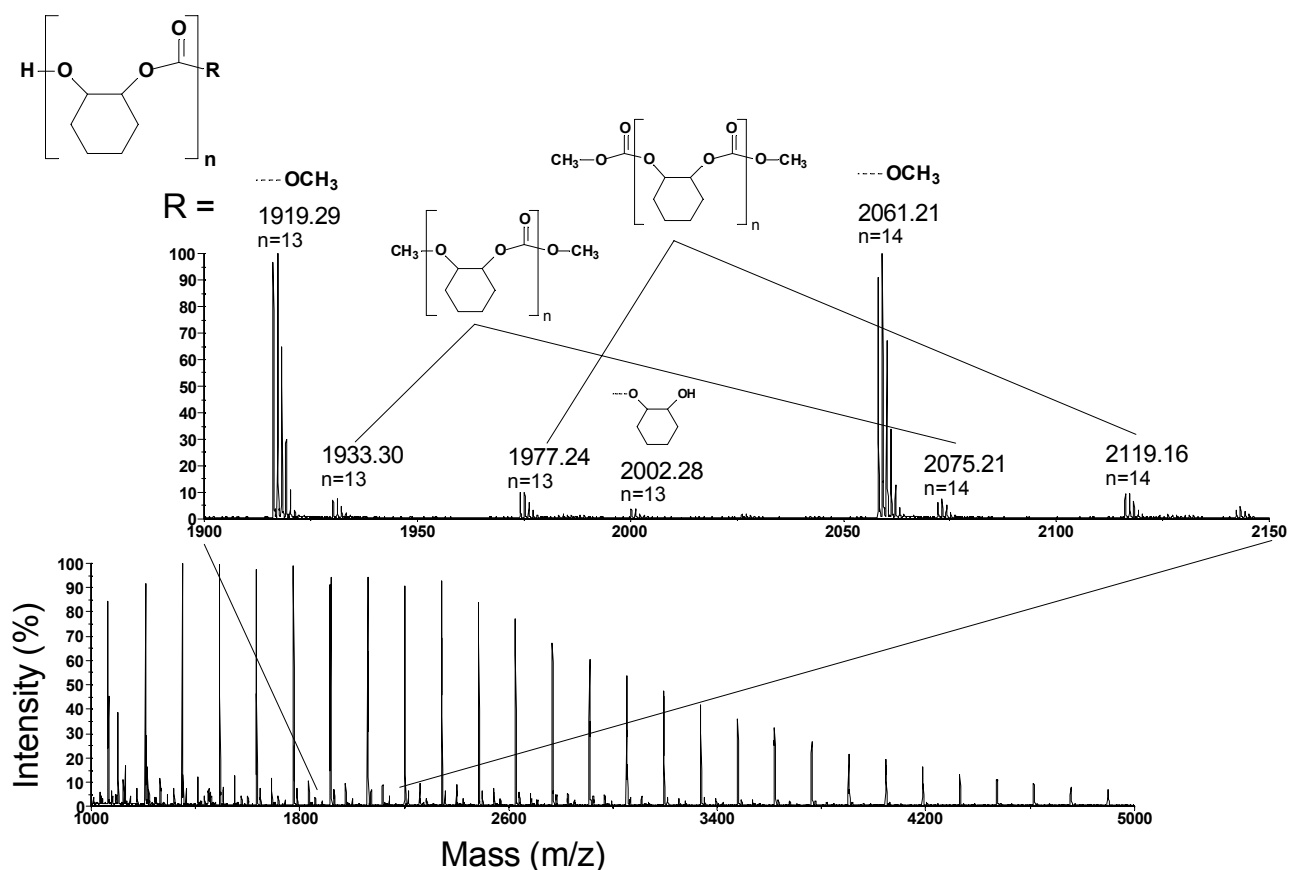 O
H O O R
n
R =
OCH3
1919.29
n=13
O
CH3 O O O O CH3
n
O O
CH3 O O O O CH3
n
OCH3
2061.21
n=14
O OH
1933.30
n=13
1977.24
n=13
2002.28
n=13
2075.21
n=14
2119.16
n=14
100
90
80
70
60
50
40
30
20
10
0
1900 1950 2000 2050 2100 2150
100
90
80
70
60
50
40
30
20
10
0
1000 1800 2600 3400 4200 5000
Intensity (%)
Mass (m/z)